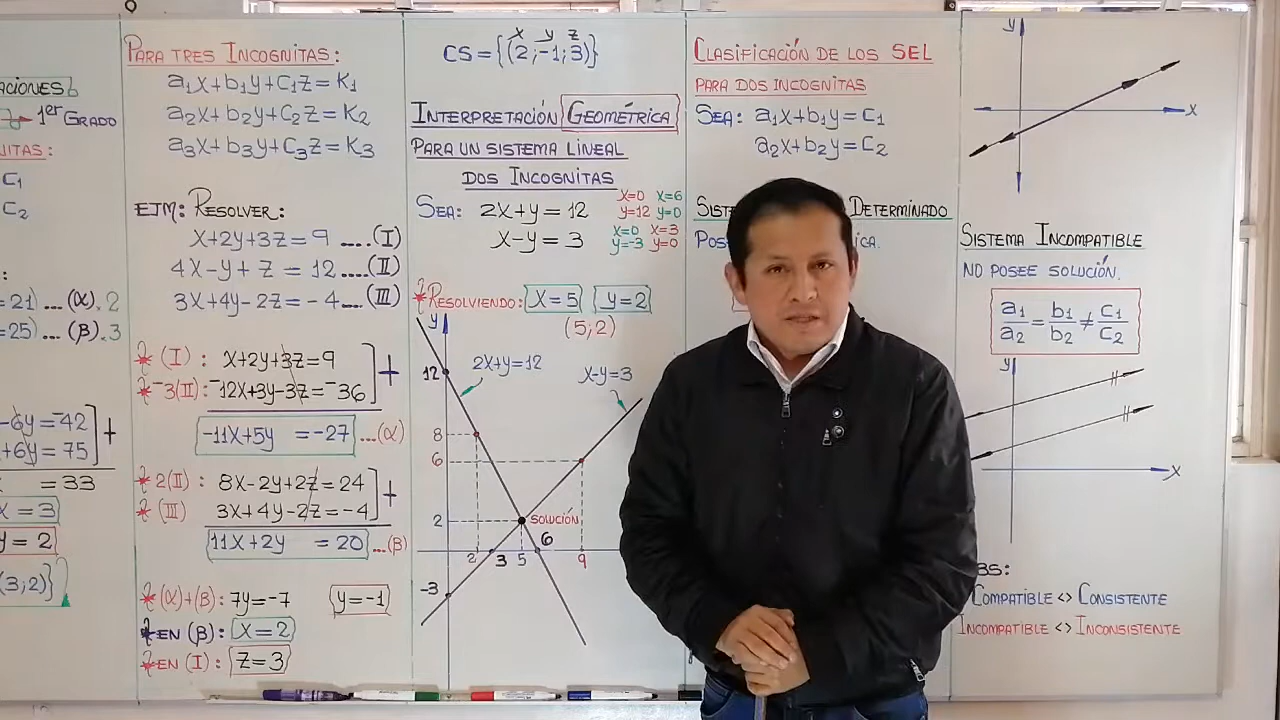 ACIONES
1er GRADO
NITAS:
C1
C2
:
=21) ...(α).2
=25) ...(β).3
-6y = -42
+6y = 75
= 33
x = 3
y = 2
(3;2)}
PARA TRES INCOGNITAS:
a1x+b1y+c1z=K1
a2x+b2y+c2z=K2
a3x+b3y+c3z=K3
EJM: RESOLVER:
x+2y+3z=9 ....(I)
4x-y+z=12....(II)
3x+4y-2z=-4...(III)
* (I): x+2y+3z=9
* -3(II): -12x+3y-3z=-36
+
-11x+5y =-27 ...(α)
* 2(II): 8x-2y+2z=24
* (III) 3x+4y-2z=-4
+
11x+2y =20 ...(β)
* (α)+(β): 7y=-7 y=-1
* EN (β): x=2
* EN (I): z=3
x y z
CS={(2;-1;3)}
INTERPRETACIÓN GEOMÉTRICA
PARA UN SISTEMA LINEAL
DOS INCOGNITAS
SEA: 2x+y=12
x=0 x=6
y=12 y=0
x-y=3
x=0 x=3
y=-3 y=0
* RESOLVIENDO: x=5 y=2
(5;2)
y
2x+y=12
x-y=3
12
8
6
2
SOLUCIÓN
6
2 3 5 9
-3
CLASIFICACIÓN DE LOS SEL
PARA DOS INCOGNITAS
SEA: a1x+b1y=c1
a2x+b2y=c2
DETERMINADO
y
x
SISTEMA INCOMPATIBLE
NO POSEE SOLUCIÓN.
a1/a2=b1/b2≠c1/c2
y
x
BS:
COMPATIBLE <> CONSISTENTE
INCOMPATIBLE <> INCONSISTENTE